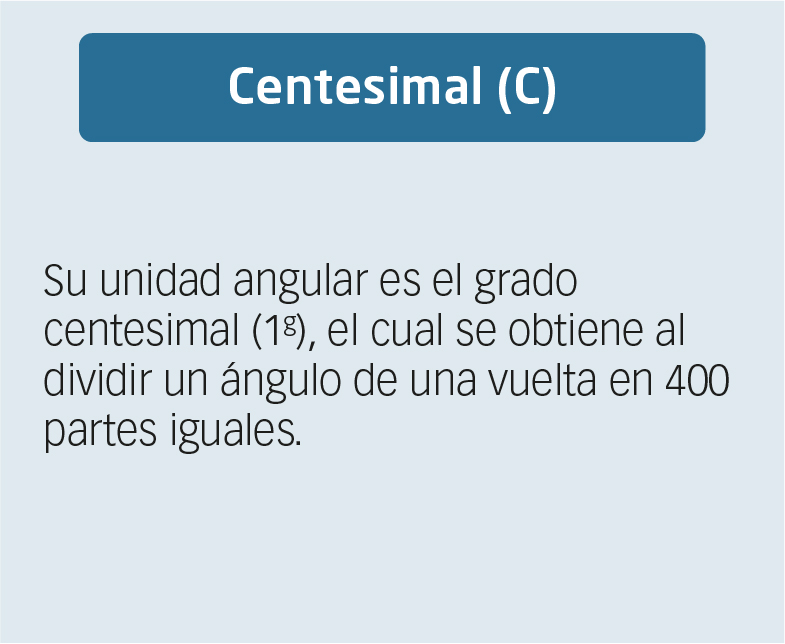 Centesimal (C)
Su unidad angular es el grado
centesimal (1ᵍ), el cual se obtiene al
dividir un ángulo de una vuelta en 400
partes iguales.